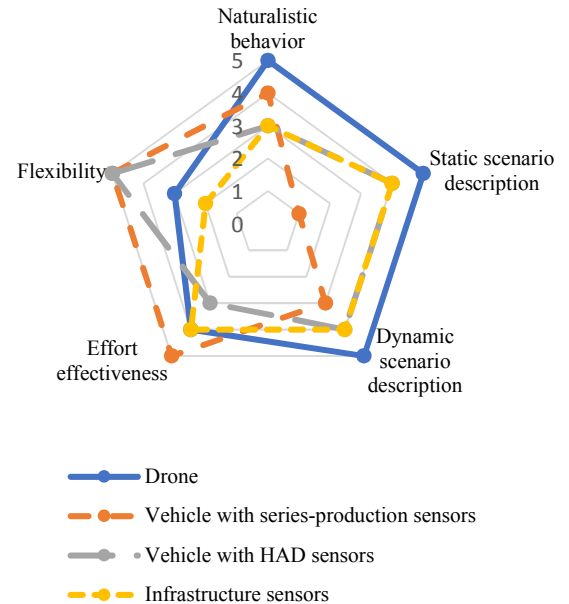 Naturalistic
behavior
5
4
3
2
1
0
Flexibility
Static scenario
description
Effort
effectiveness
Dynamic
scenario
description
Drone
Vehicle with series-production sensors
Vehicle with HAD sensors
Infrastructure sensors